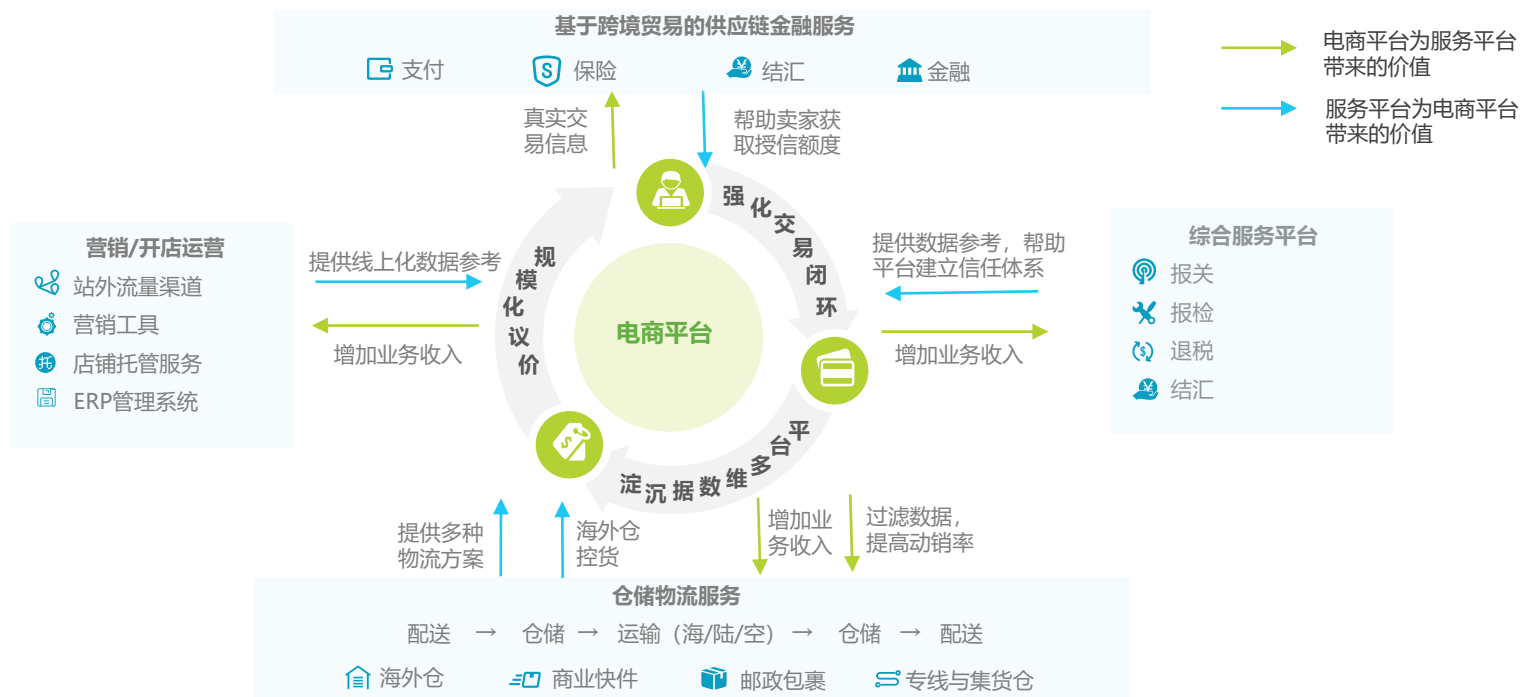 基于跨境贸易的供应链金融服务
支付
保险
结汇
金融
电商平台为服务平台
带来的价值
服务平台为电商平台
带来的价值
真实交
易信息
帮助卖家获
取授信额度
强化交易闭环
营销/开店运营
站外流量渠道
营销工具
店铺托管服务
ERP管理系统
托
提供线上化数据参考
增加业务收入
规模化议价
电商平台
提供数据参考，帮助
平台建立信任体系
增加业务收入
综合服务平台
报关
报检
退税
结汇
平台多维数据沉淀
提供多种
物流方案
海外仓
控货
增加业
务收入
过滤数据，
提高动销率
仓储物流服务
配送 → 仓储 → 运输（海/陆/空） → 仓储 → 配送
海外仓
商业快件
邮政包裹
专线与集货仓